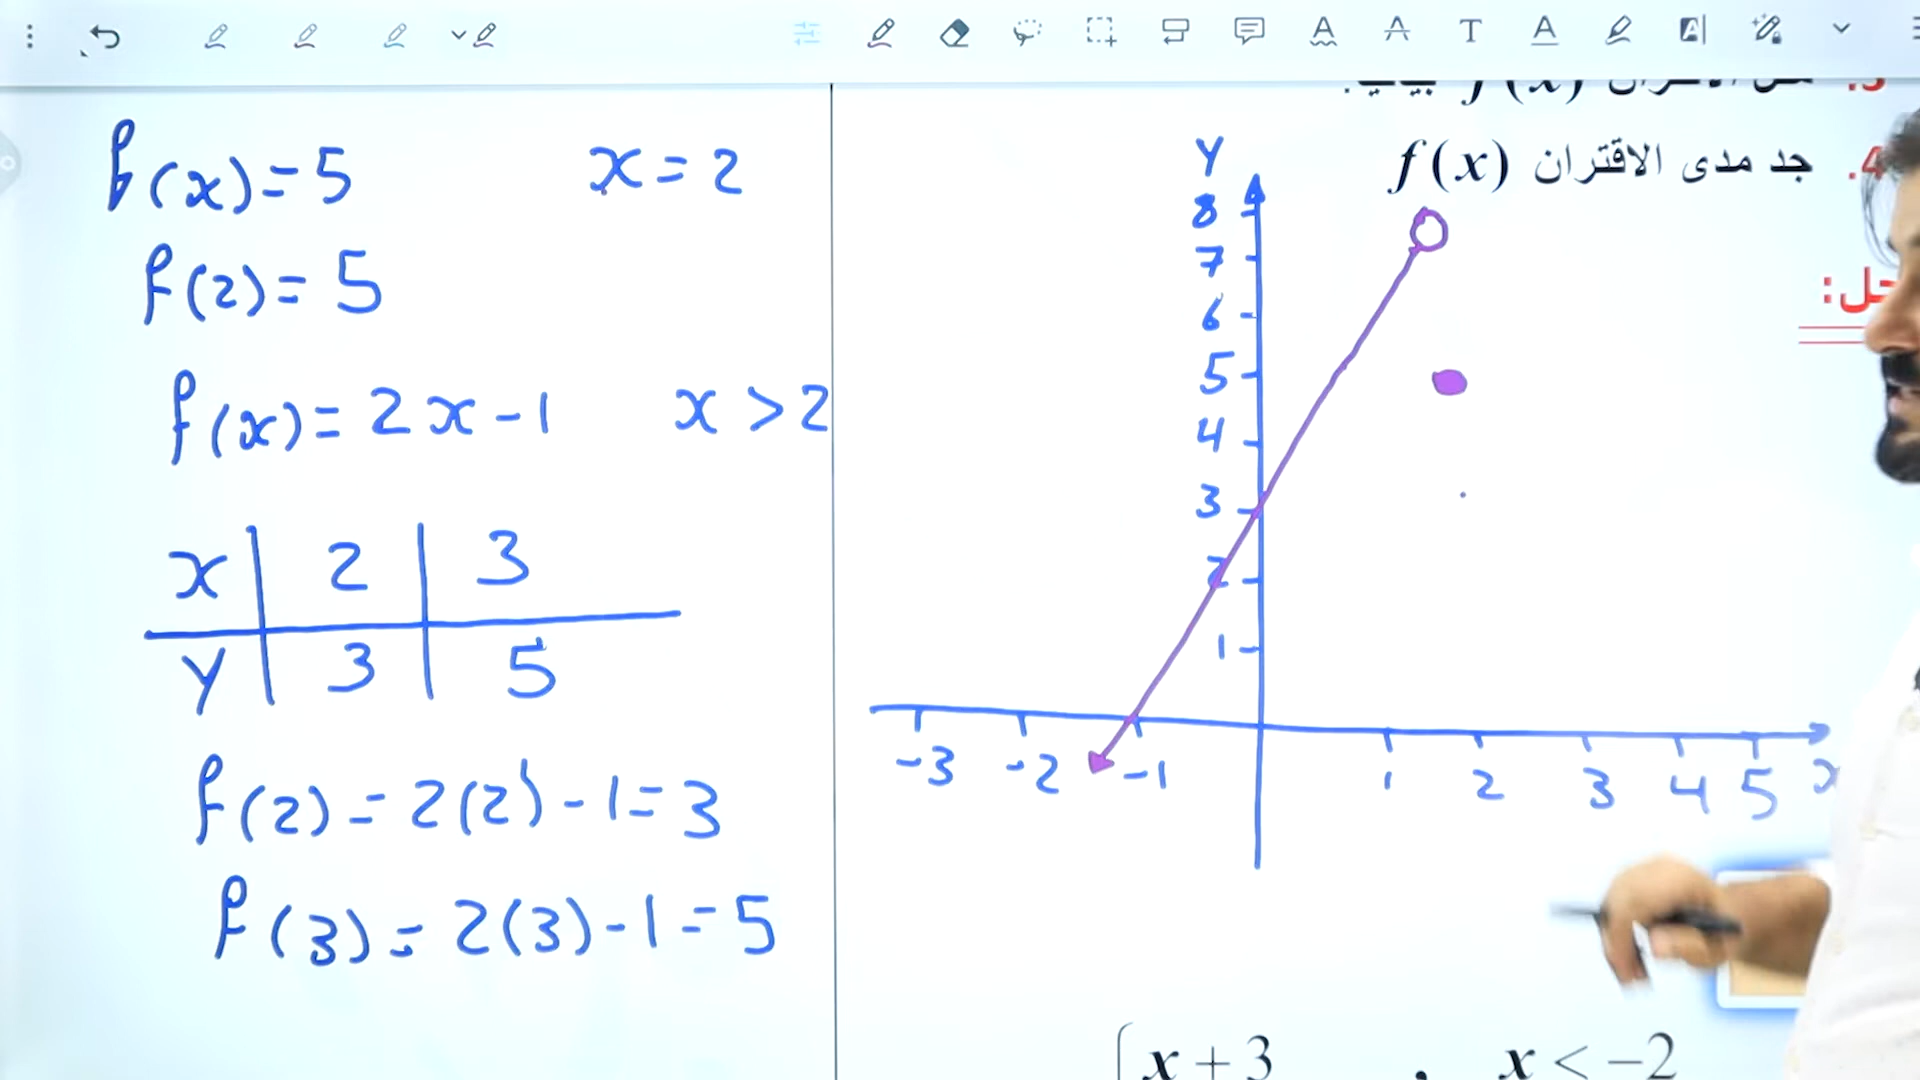 f(x)=5 x=2
f(2)=5
f(x)=2x-1 x>2
x 2 3
Y 3 5
f(2)=2(2)-1=3
f(3)=2(3)-1=5
f(x)
4. جد مدى الاقتران f(x)
حل:
Y
8
7
6
5
4
3
2
1
-3 -2 -1 1 2 3 4 5 x
x+3 , x<-2